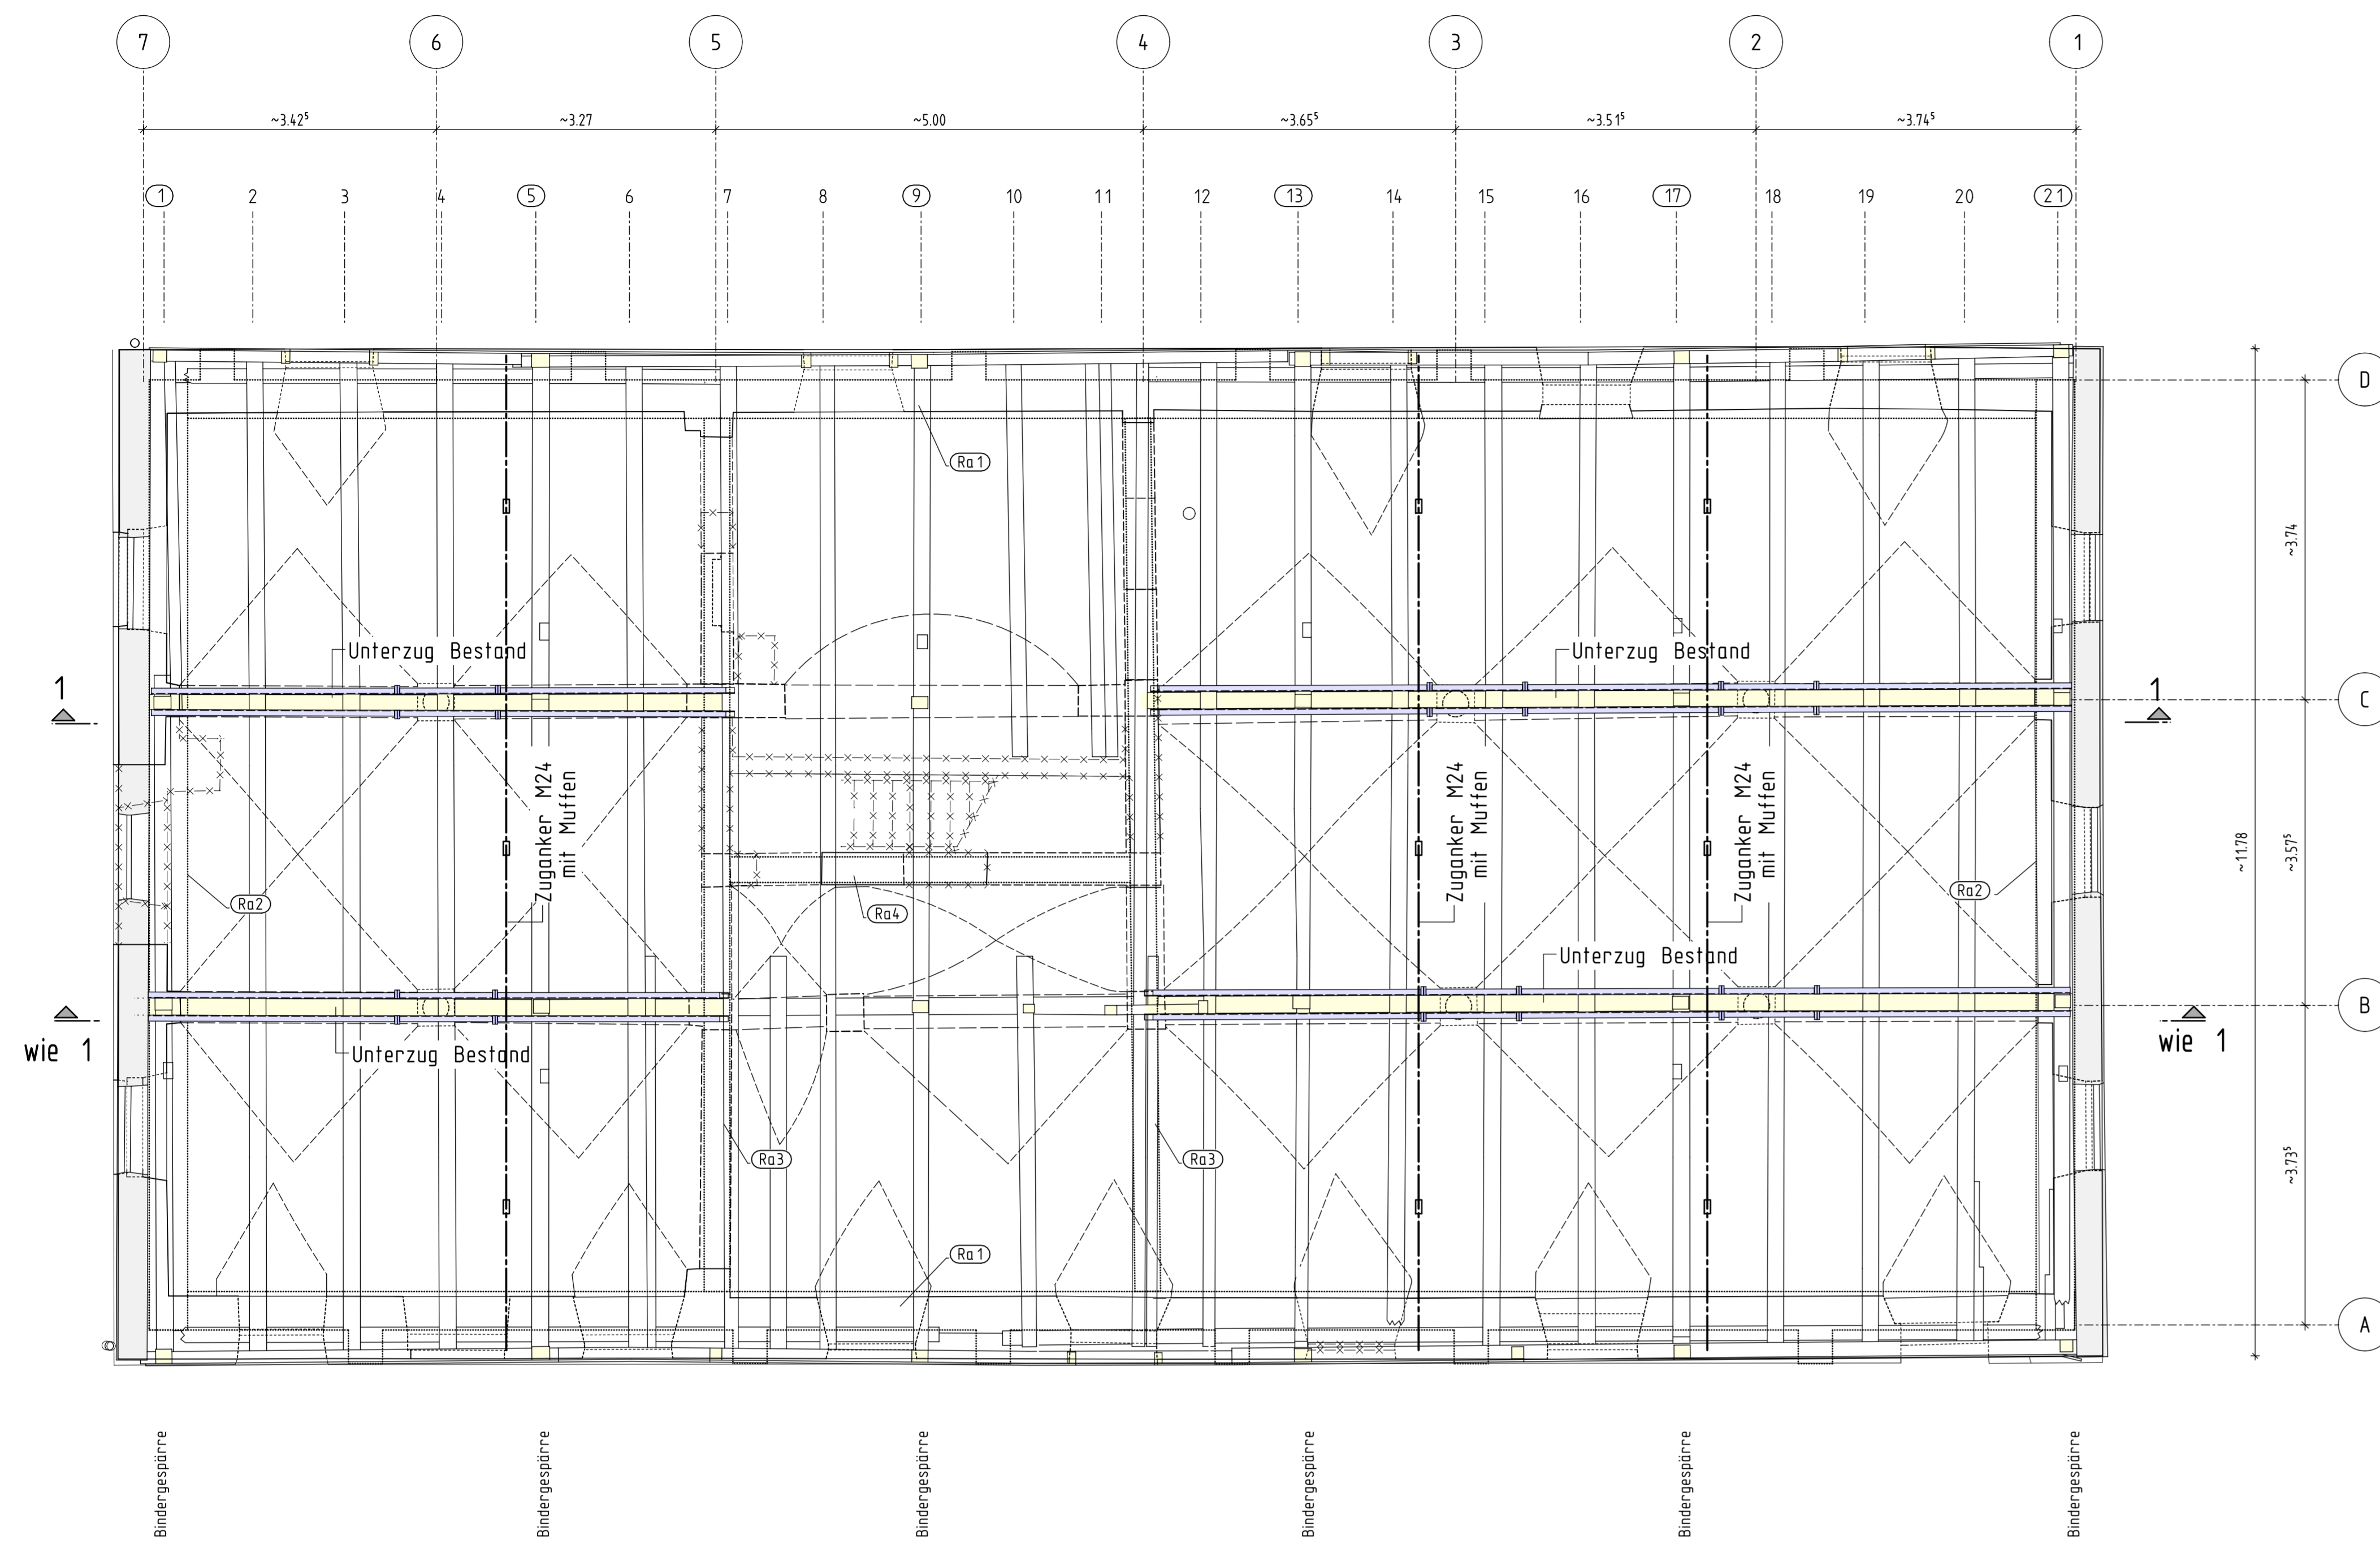 7 6 5 4 3 2 1
~3.42⁵ ~3.27 ~5.00 ~3.65⁵ ~3.51⁵ ~3.74⁵
1 2 3 4 5 6 7 8 9 10 11 12 13 14 15 16 17 18 19 20 21
D
Ra1
~3.74
Unterzug Bestand
Unterzug Bestand
1
1
C
Zuganker M24
mit Muffen
Zuganker M24
mit Muffen
Zuganker M24
mit Muffen
~11.78
~3.57⁵
Ra2
Ra4
Ra2
Unterzug Bestand
B
wie 1
Unterzug Bestand
wie 1
Ra3
Ra3
~3.73⁵
Ra1
A
Bindergespärre
Bindergespärre
Bindergespärre
Bindergespärre
Bindergespärre
Bindergespärre